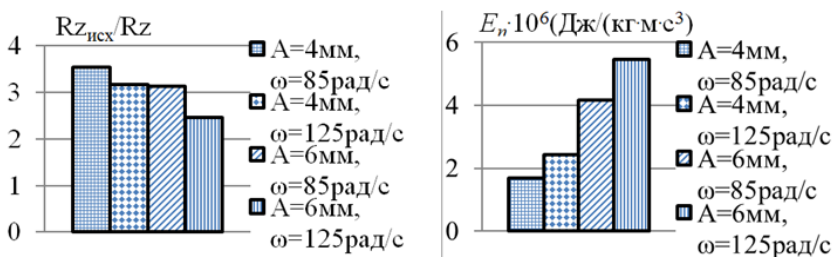 Rzисх/Rz
4
3
2
1
0
A=4мм,
ω=85рад/с
A=4мм,
ω=125рад/с
A=6мм,
ω=85рад/с
A=6мм,
ω=125рад/с
Eп·10⁶(Дж/(кг·м·с³)
6
4
2
0
A=4мм,
ω=85рад/с
A=4мм,
ω=125рад/с
A=6мм,
ω=85рад/с
A=6мм,
ω=125рад/с